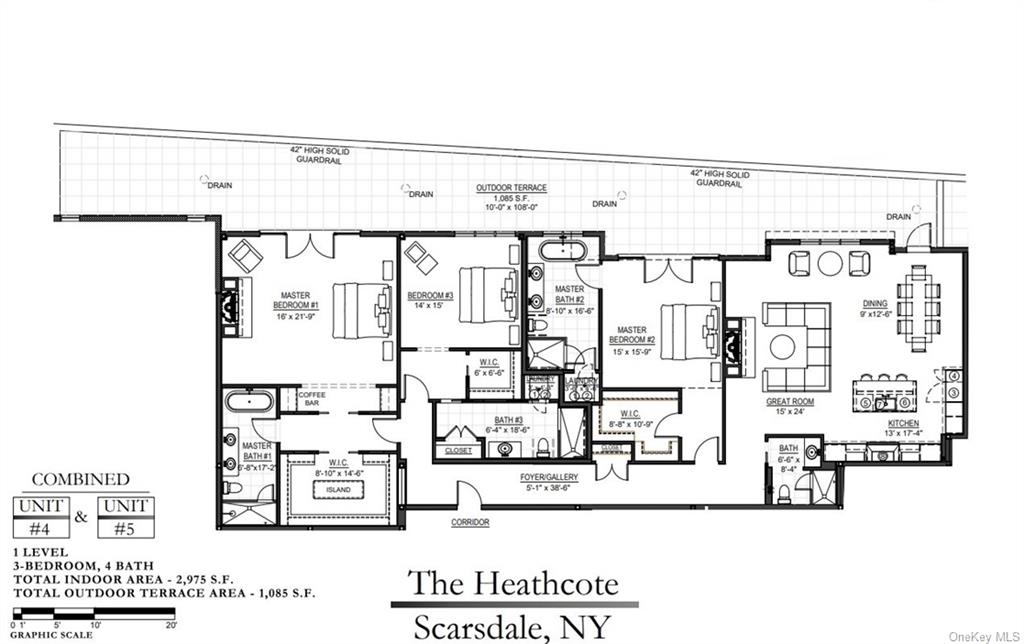 42" HIGH SOLID
GUARDRAIL
42" HIGH SOLID
GUARDRAIL
DRAIN
DRAIN
OUTDOOR TERRACE
1,085 S.F.
10'-0" x 108'-0"
DRAIN
DRAIN
MASTER
BEDROOM #1
16' x 21'-9"
BEDROOM #3
14' x 15'
MASTER
BATH #2
8'-10" x 16'-6"
MASTER
BEDROOM #2
15' x 15'-9"
DINING
9' x12'-6"
GREAT ROOM
15' x 24'
KITCHEN
13' x 17'-4"
W.I.C.
6' x 6'-6"
LAUNDRY
LAUNDRY
COFFEE
BAR
MASTER
BATH #1
6'-8"x17'-2"
W.I.C.
8'-10" x 14'-6"
ISLAND
BATH #3
6'-4" x 18'-6"
CLOSET
W.I.C.
8'-8" x 10'-9"
CLOSET
BATH
6'-6" x
8'-4"
FOYER/GALLERY
5'-1" x 38'-6"
CORRIDOR
COMBINED
UNIT
#4
&
UNIT
#5
1 LEVEL
3-BEDROOM, 4 BATH
TOTAL INDOOR AREA - 2,975 S.F.
TOTAL OUTDOOR TERRACE AREA - 1,085 S.F.
0 1' 5' 10' 20'
GRAPHIC SCALE
The Heathcote
Scarsdale, NY
OneKey MLS